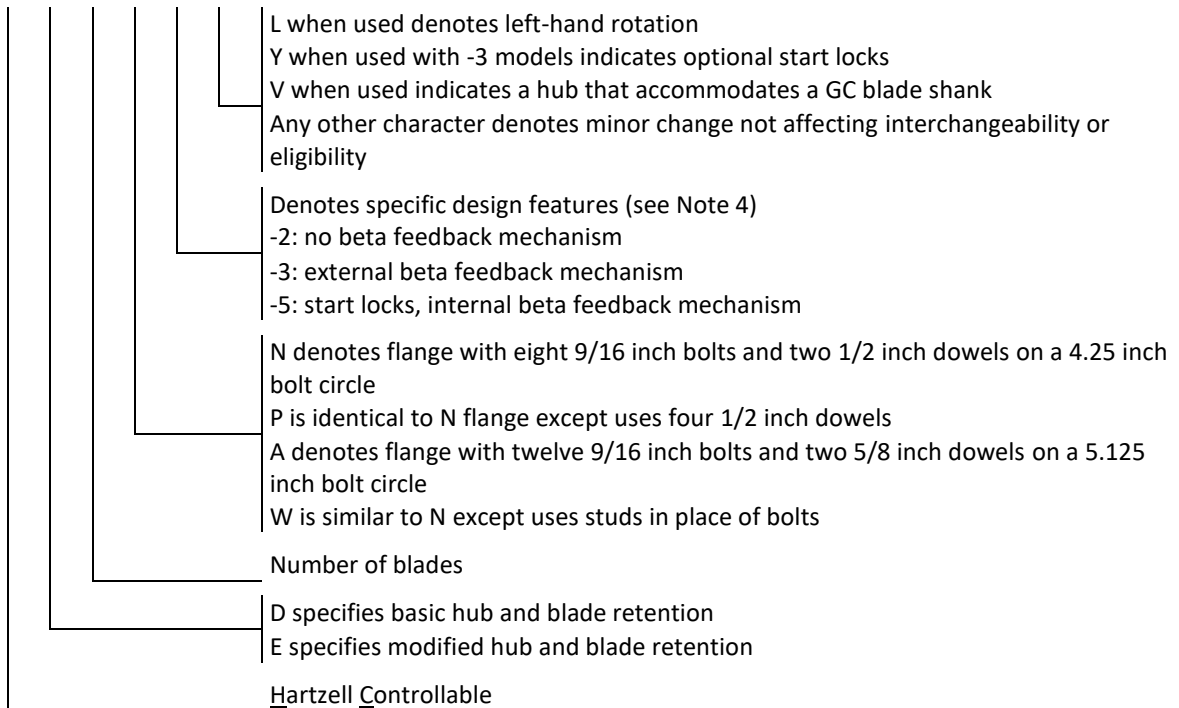 L when used denotes left-hand rotation
Y when used with -3 models indicates optional start locks
V when used indicates a hub that accommodates a GC blade shank
Any other character denotes minor change not affecting interchangeability or
eligibility
Denotes specific design features (see Note 4)
-2: no beta feedback mechanism
-3: external beta feedback mechanism
-5: start locks, internal beta feedback mechanism
N denotes flange with eight 9/16 inch bolts and two 1/2 inch dowels on a 4.25 inch
bolt circle
P is identical to N flange except uses four 1/2 inch dowels
A denotes flange with twelve 9/16 inch bolts and two 5/8 inch dowels on a 5.125
inch bolt circle
W is similar to N except uses studs in place of bolts
Number of blades
D specifies basic hub and blade retention
E specifies modified hub and blade retention
Hartzell Controllable